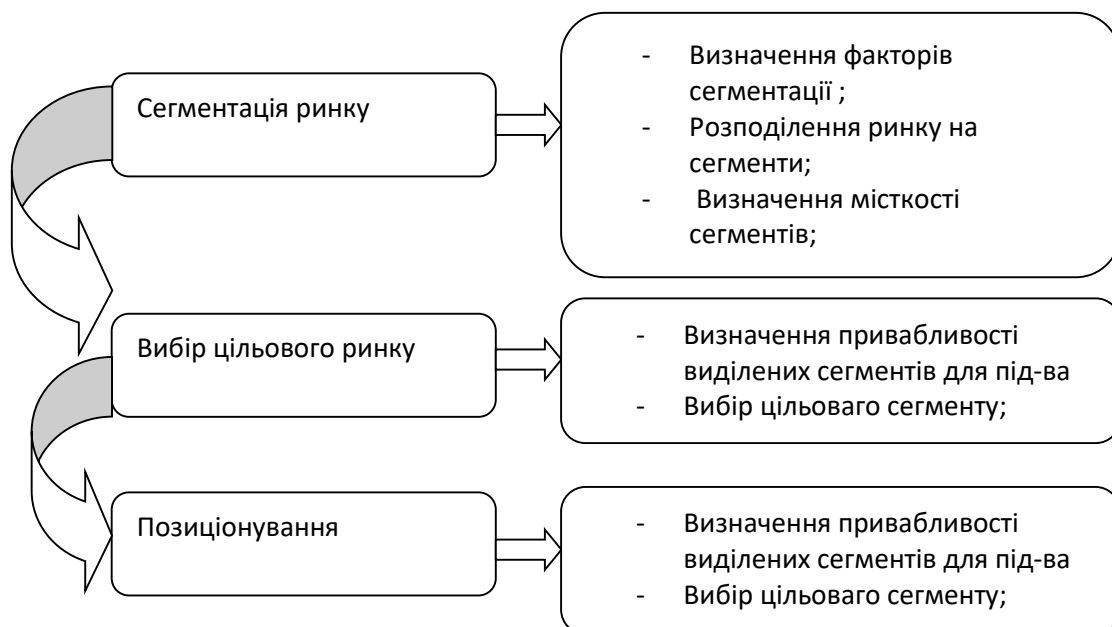 Сегментація ринку
- Визначення факторів
сегментації ;
- Розподілення ринку на
сегменти;
- Визначення місткості
сегментів;
Вибір цільового ринку
- Визначення привабливості
виділених сегментів для під-ва
- Вибір цільоваго сегменту;
Позиціонування
- Визначення привабливості
виділених сегментів для під-ва
- Вибір цільоваго сегменту;